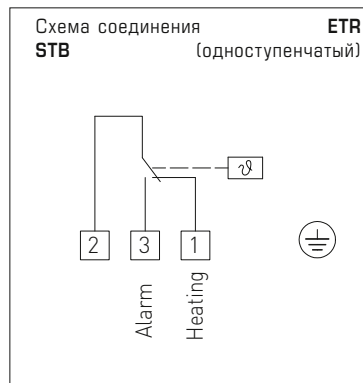 Схема соединения ETR
STB (одноступенчатый)
ϑ
2 3 1
Alarm
Heating